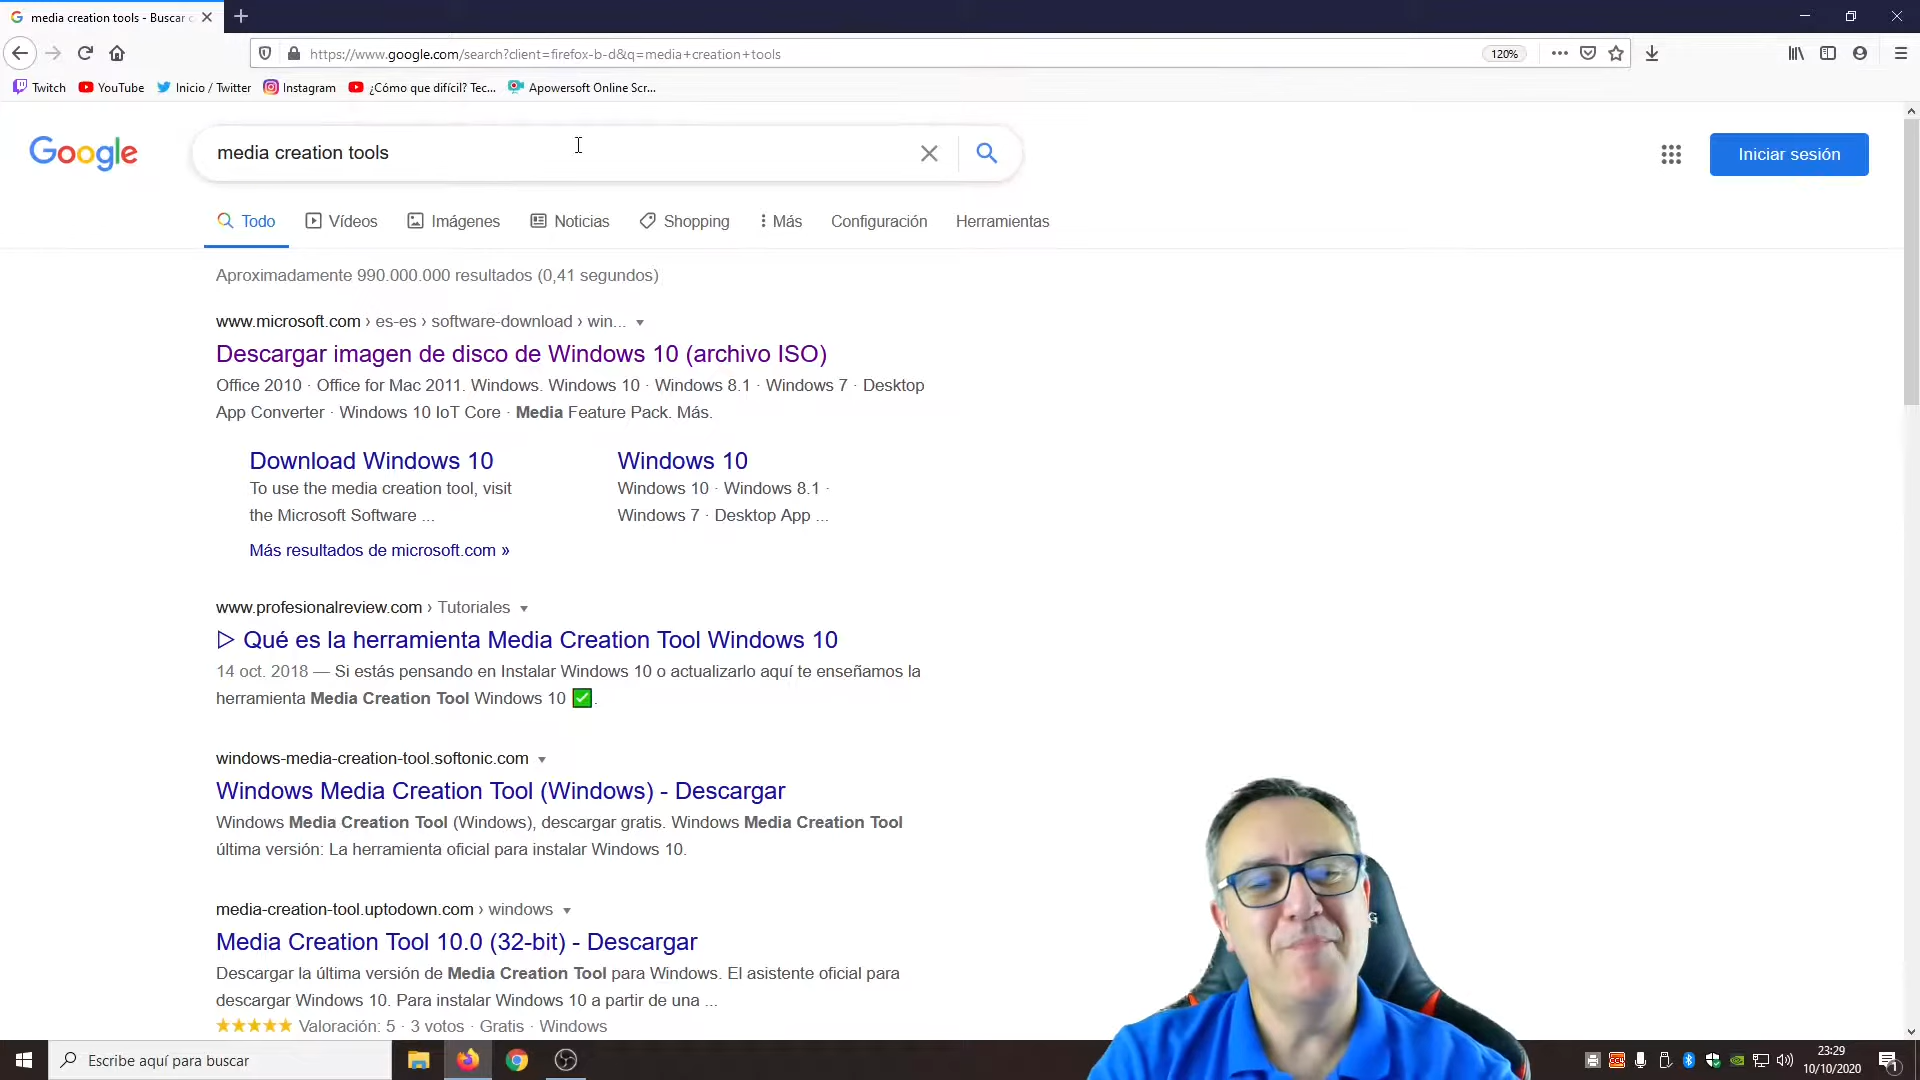 media creation tools - Buscar c
https://www.google.com/search?client=firefox-b-d&q=media+creation+tools
120%
Twitch
YouTube
Inicio / Twitter
Instagram
¿Cómo que difícil? Tec...
Apowersoft Online Scr...
Google
media creation tools
Iniciar sesión
Todo
Vídeos
Imágenes
Noticias
Shopping
Más
Configuración
Herramientas
Aproximadamente 990.000.000 resultados (0,41 segundos)
www.microsoft.com › es-es › software-download › win...
Descargar imagen de disco de Windows 10 (archivo ISO)
Office 2010 · Office for Mac 2011. Windows. Windows 10 · Windows 8.1 · Windows 7 · Desktop
App Converter · Windows 10 IoT Core · Media Feature Pack. Más.
Download Windows 10
To use the media creation tool, visit
the Microsoft Software ...
Windows 10
Windows 10 · Windows 8.1 ·
Windows 7 · Desktop App ...
Más resultados de microsoft.com »
www.profesionalreview.com › Tutoriales
▷ Qué es la herramienta Media Creation Tool Windows 10
14 oct. 2018 — Si estás pensando en Instalar Windows 10 o actualizarlo aquí te enseñamos la
herramienta Media Creation Tool Windows 10 ✅.
windows-media-creation-tool.softonic.com
Windows Media Creation Tool (Windows) - Descargar
Windows Media Creation Tool (Windows), descargar gratis. Windows Media Creation Tool
última versión: La herramienta oficial para instalar Windows 10.
media-creation-tool.uptodown.com › windows
Media Creation Tool 10.0 (32-bit) - Descargar
Descargar la última versión de Media Creation Tool para Windows. El asistente oficial para
descargar Windows 10. Para instalar Windows 10 a partir de una ...
★★★★★ Valoración: 5 · 3 votos · Gratis · Windows
G
Escribe aquí para buscar
23:29
10/10/2020
1